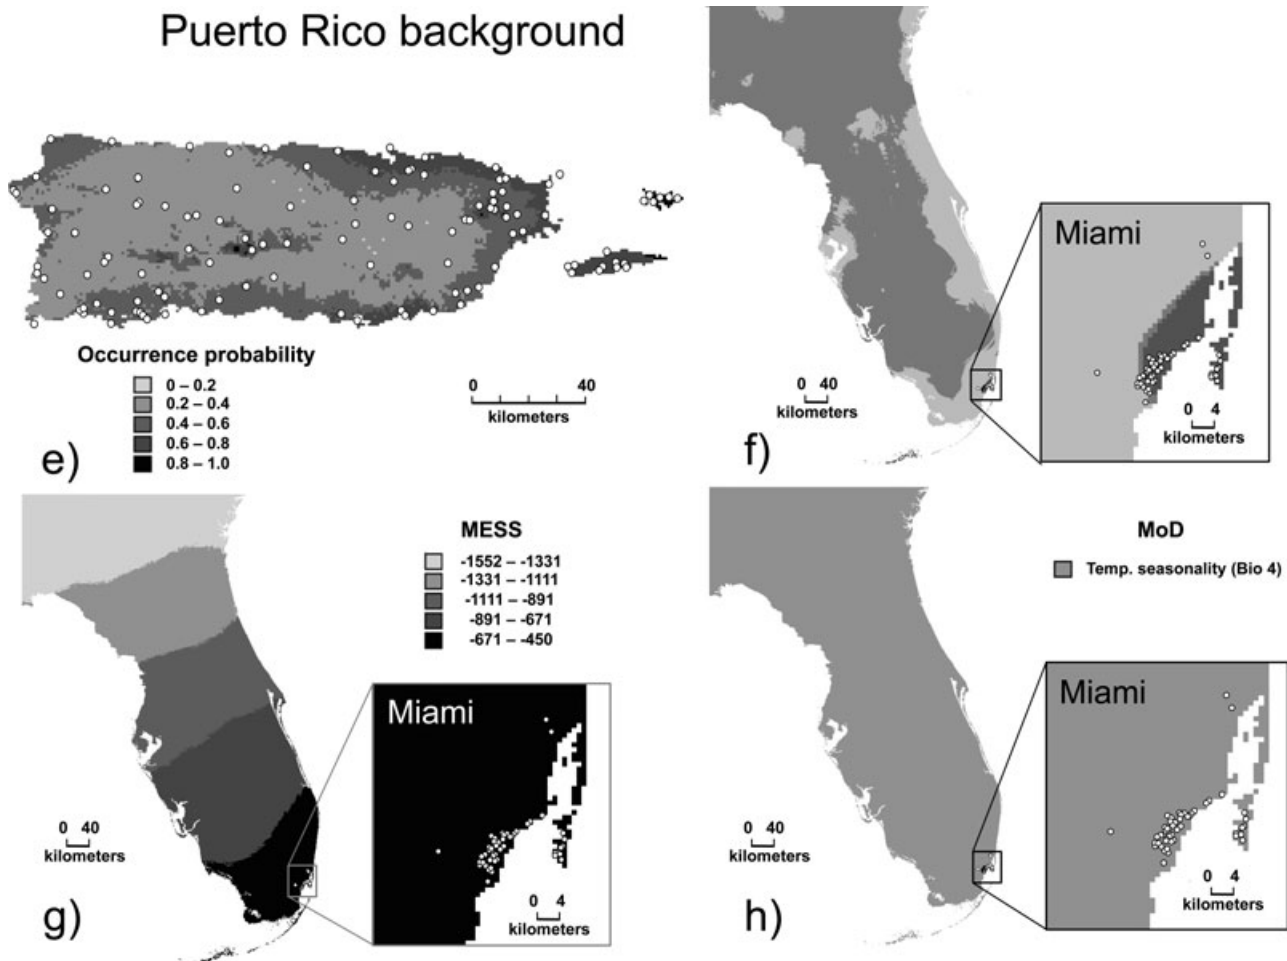 Puerto Rico background
Occurrence probability
0 – 0.2
0.2 – 0.4
0.4 – 0.6
0.6 – 0.8
0.8 – 1.0
0 40
kilometers
e)
Miami
0 4
kilometers
0 40
kilometers
f)
MESS
-1552 – -1331
-1331 – -1111
-1111 – -891
-891 – -671
-671 – -450
Miami
0 4
kilometers
0 40
kilometers
g)
MoD
Temp. seasonality (Bio 4)
Miami
0 4
kilometers
0 40
kilometers
h)